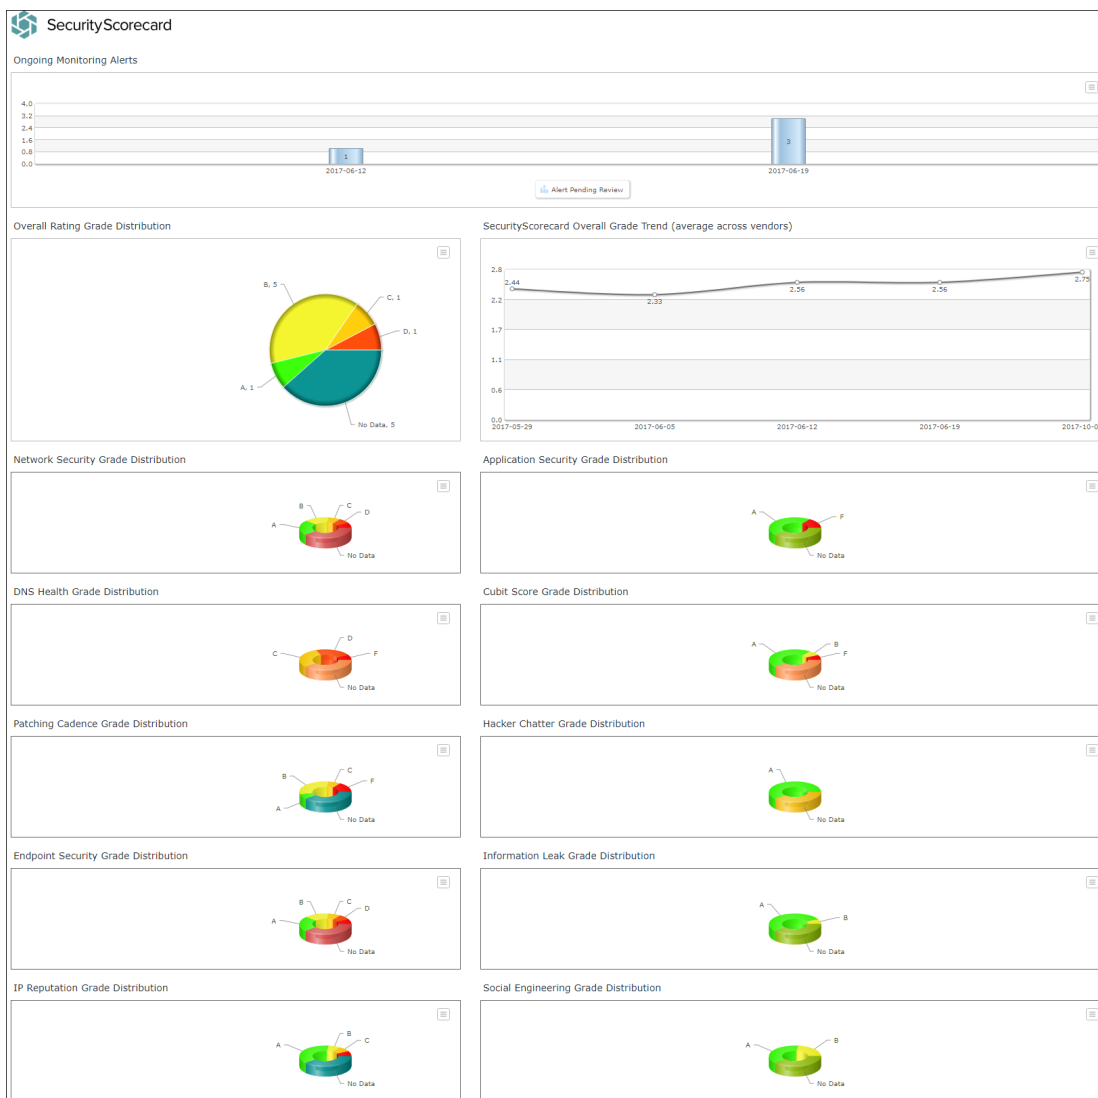 SecurityScorecard
Ongoing Monitoring Alerts
4.0
3.2
2.4
1.6
0.8
0.0
1
3
2017-06-12
2017-06-19
Alert Pending Review
Overall Rating Grade Distribution
B, 5
C, 1
D, 1
A, 1
No Data, 5
SecurityScorecard Overall Grade Trend (average across vendors)
2.8
2.2
1.7
1.1
0.6
0.0
2.44
2.33
2.56
2.56
2.75
2017-05-29
2017-06-05
2017-06-12
2017-06-19
2017-10-0
Network Security Grade Distribution
B
C
D
A
No Data
Application Security Grade Distribution
A
F
No Data
DNS Health Grade Distribution
D
C
F
No Data
Cubit Score Grade Distribution
A
B
F
No Data
Patching Cadence Grade Distribution
C
B
F
A
No Data
Hacker Chatter Grade Distribution
A
No Data
Endpoint Security Grade Distribution
B
C
D
A
No Data
Information Leak Grade Distribution
A
B
No Data
IP Reputation Grade Distribution
B
C
A
No Data
Social Engineering Grade Distribution
B
A
No Data